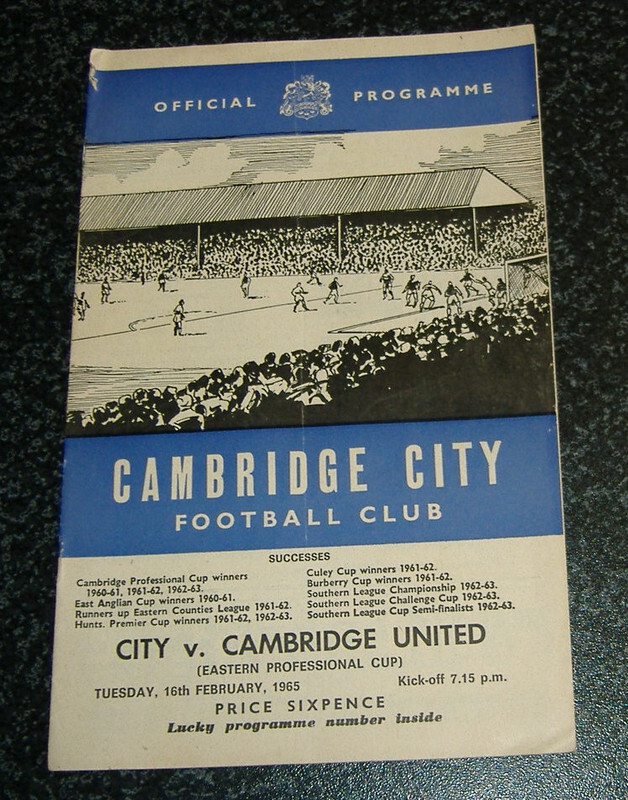 OFFICIAL PROGRAMME
CAMBRIDGE CITY
FOOTBALL CLUB
SUCCESSES
Cambridge Professional Cup winners
1960-61, 1961-62, 1962-63.
East Anglian Cup winners 1960-61.
Runners up Eastern Counties League 1961-62.
Hunts. Premier Cup winners 1961-62, 1962-63.
Culey Cup winners 1961-62.
Burberry Cup winners 1961-62.
Southern League Championship 1962-63.
Southern League Challenge Cup 1962-63.
Southern League Cup Semi-finalists 1962-63.
CITY v. CAMBRIDGE UNITED
(EASTERN PROFESSIONAL CUP)
TUESDAY, 16th FEBRUARY, 1965 Kick-off 7.15 p.m.
PRICE SIXPENCE
Lucky programme number inside